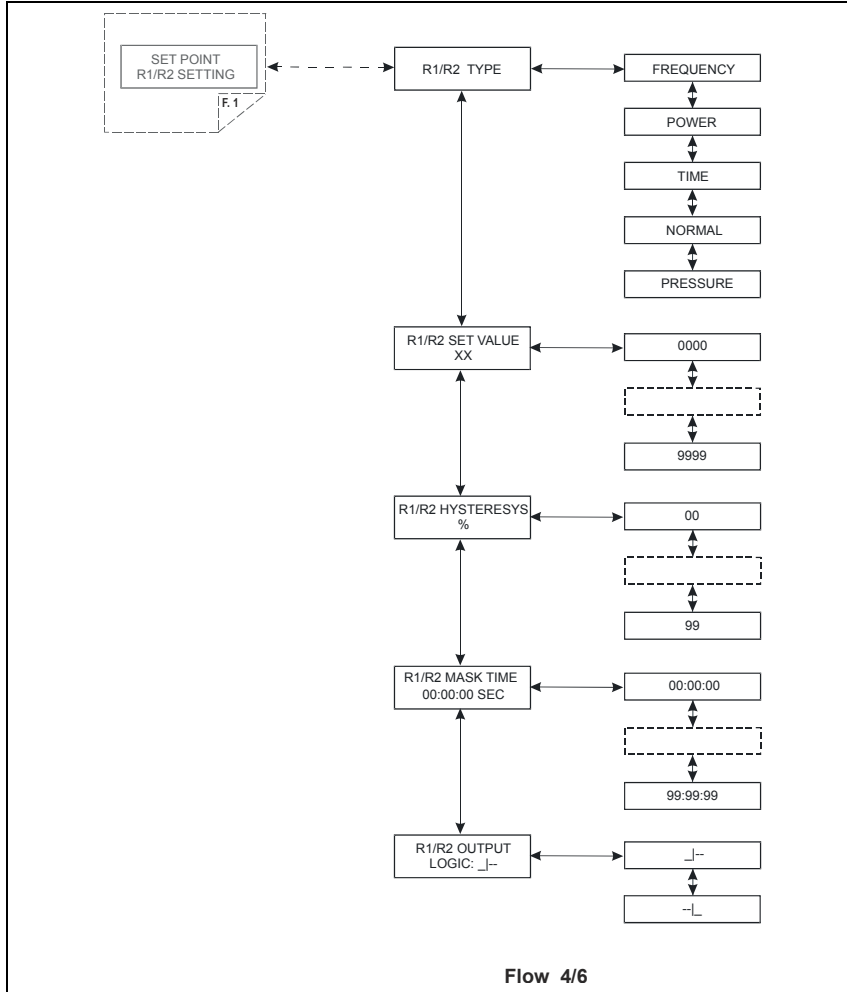 SET POINT
R1/R2 SETTING
F. 1
R1/R2 TYPE
FREQUENCY
POWER
TIME
NORMAL
PRESSURE
R1/R2 SET VALUE
XX
0000
9999
R1/R2 HYSTERESYS
%
00
99
R1/R2 MASK TIME
00:00:00 SEC
00:00:00
99:99:99
R1/R2 OUTPUT
LOGIC: _|--
_|--
--|_
Flow 4/6